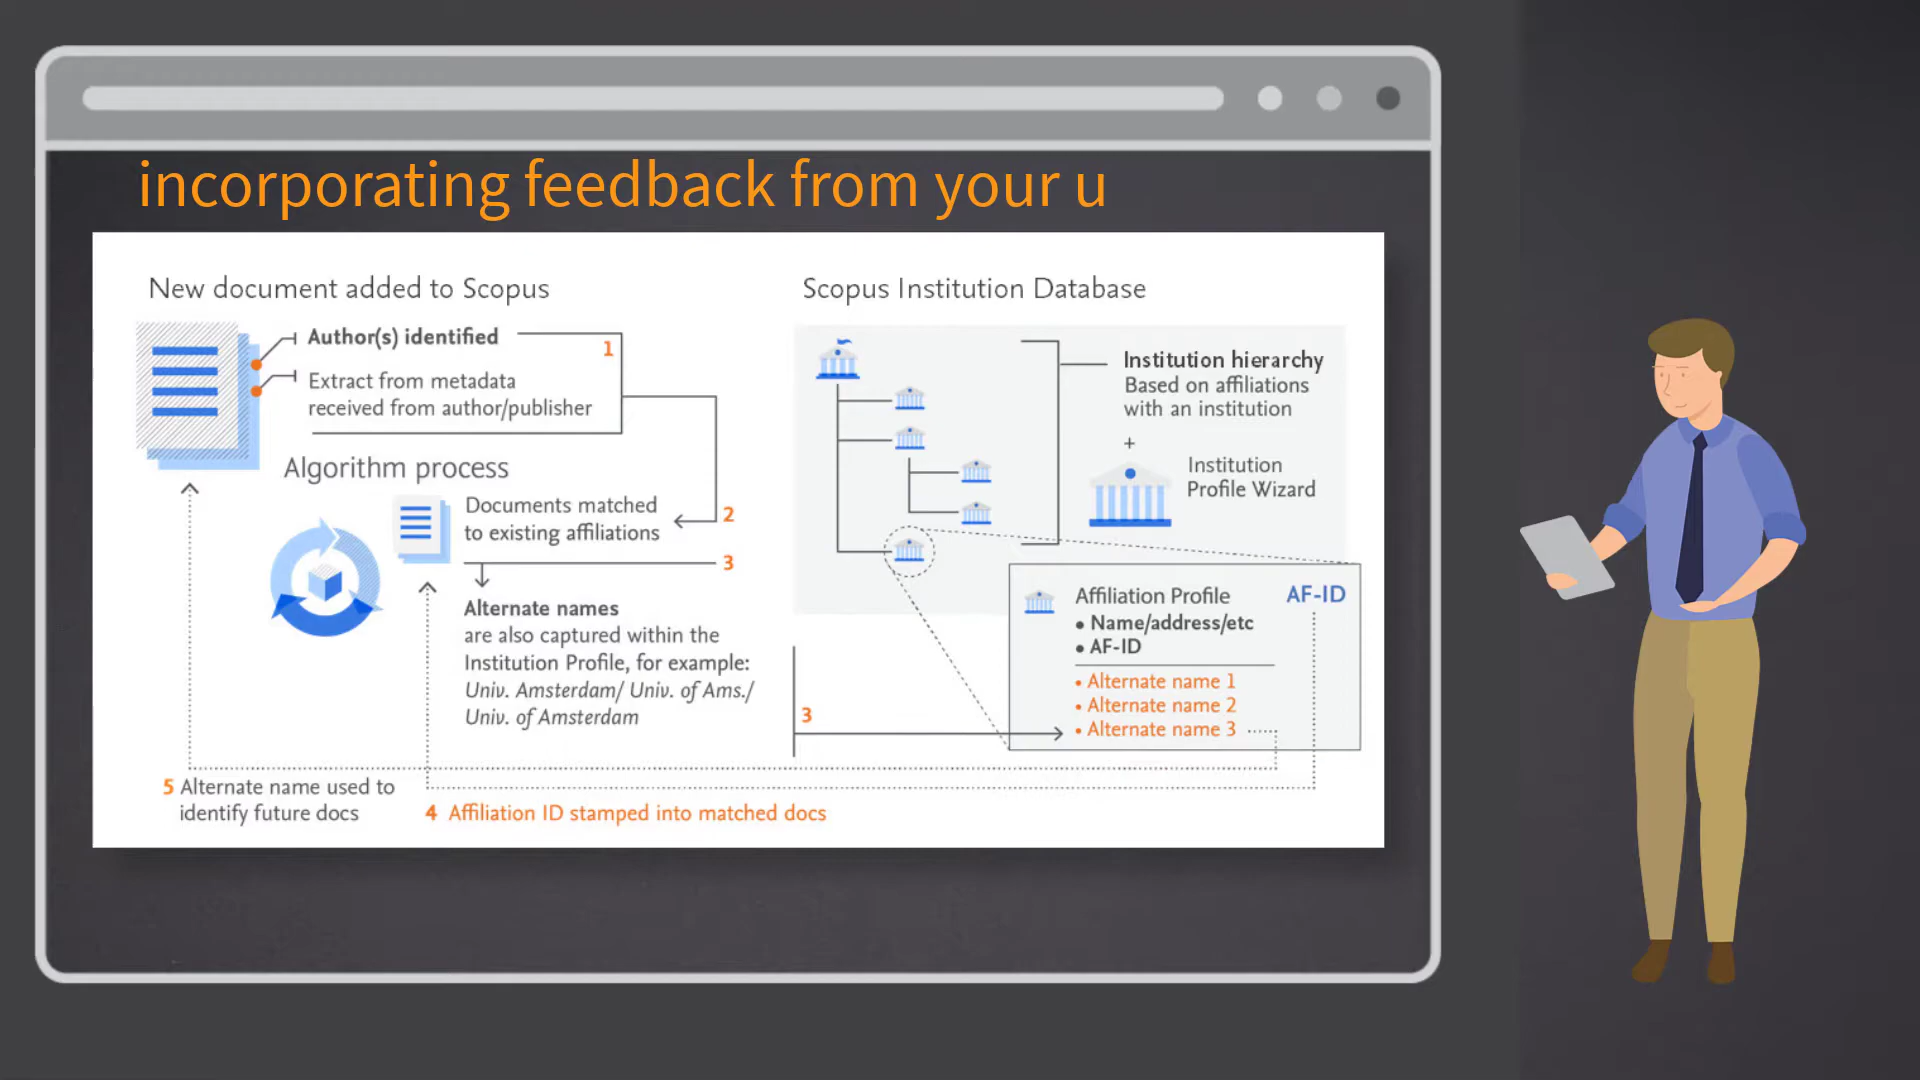 incorporating feedback from your u
New document added to Scopus
Author(s) identified
1
Extract from metadata
received from author/publisher
Algorithm process
Documents matched
to existing affiliations
2
3
Alternate names
are also captured within the
Institution Profile, for example:
Univ. Amsterdam/ Univ. of Ams./
Univ. of Amsterdam
5 Alternate name used to
identify future docs
4 Affiliation ID stamped into matched docs
Scopus Institution Database
Institution hierarchy
Based on affiliations
with an institution
+
Institution
Profile Wizard
Affiliation Profile
AF-ID
• Name/address/etc
• AF-ID
• Alternate name 1
• Alternate name 2
• Alternate name 3
3